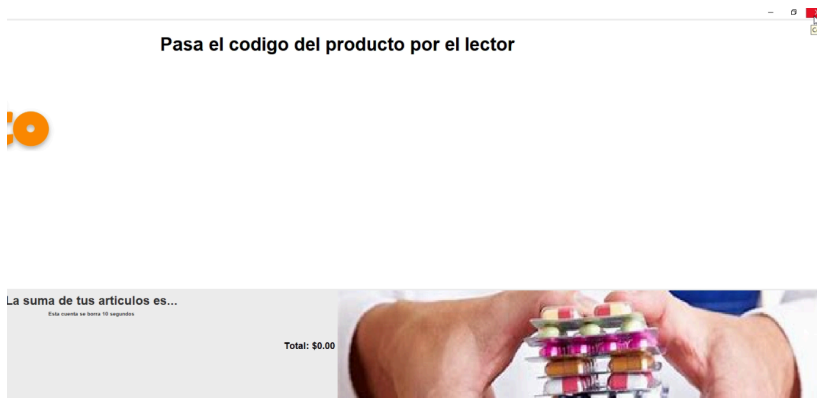 Pasa el codigo del producto por el lector
co
La suma de tus articulos es...
Esta cuenta se borra 10 segundos
Total: $0.00